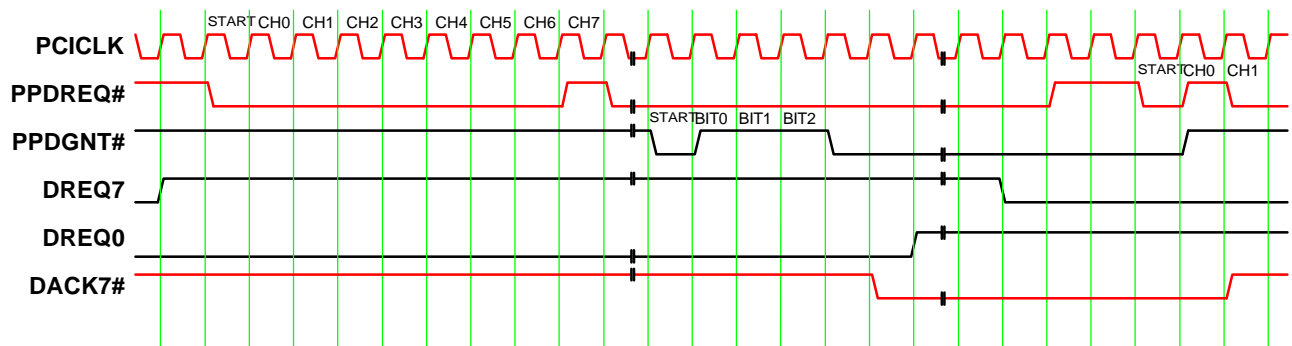 START CH0 CH1 CH2 CH3 CH4 CH5 CH6 CH7
PCICLK
START CH0 CH1
PPDREQ#
START BIT0 BIT1 BIT2
PPDGNT#
DREQ7
DREQ0
DACK7#